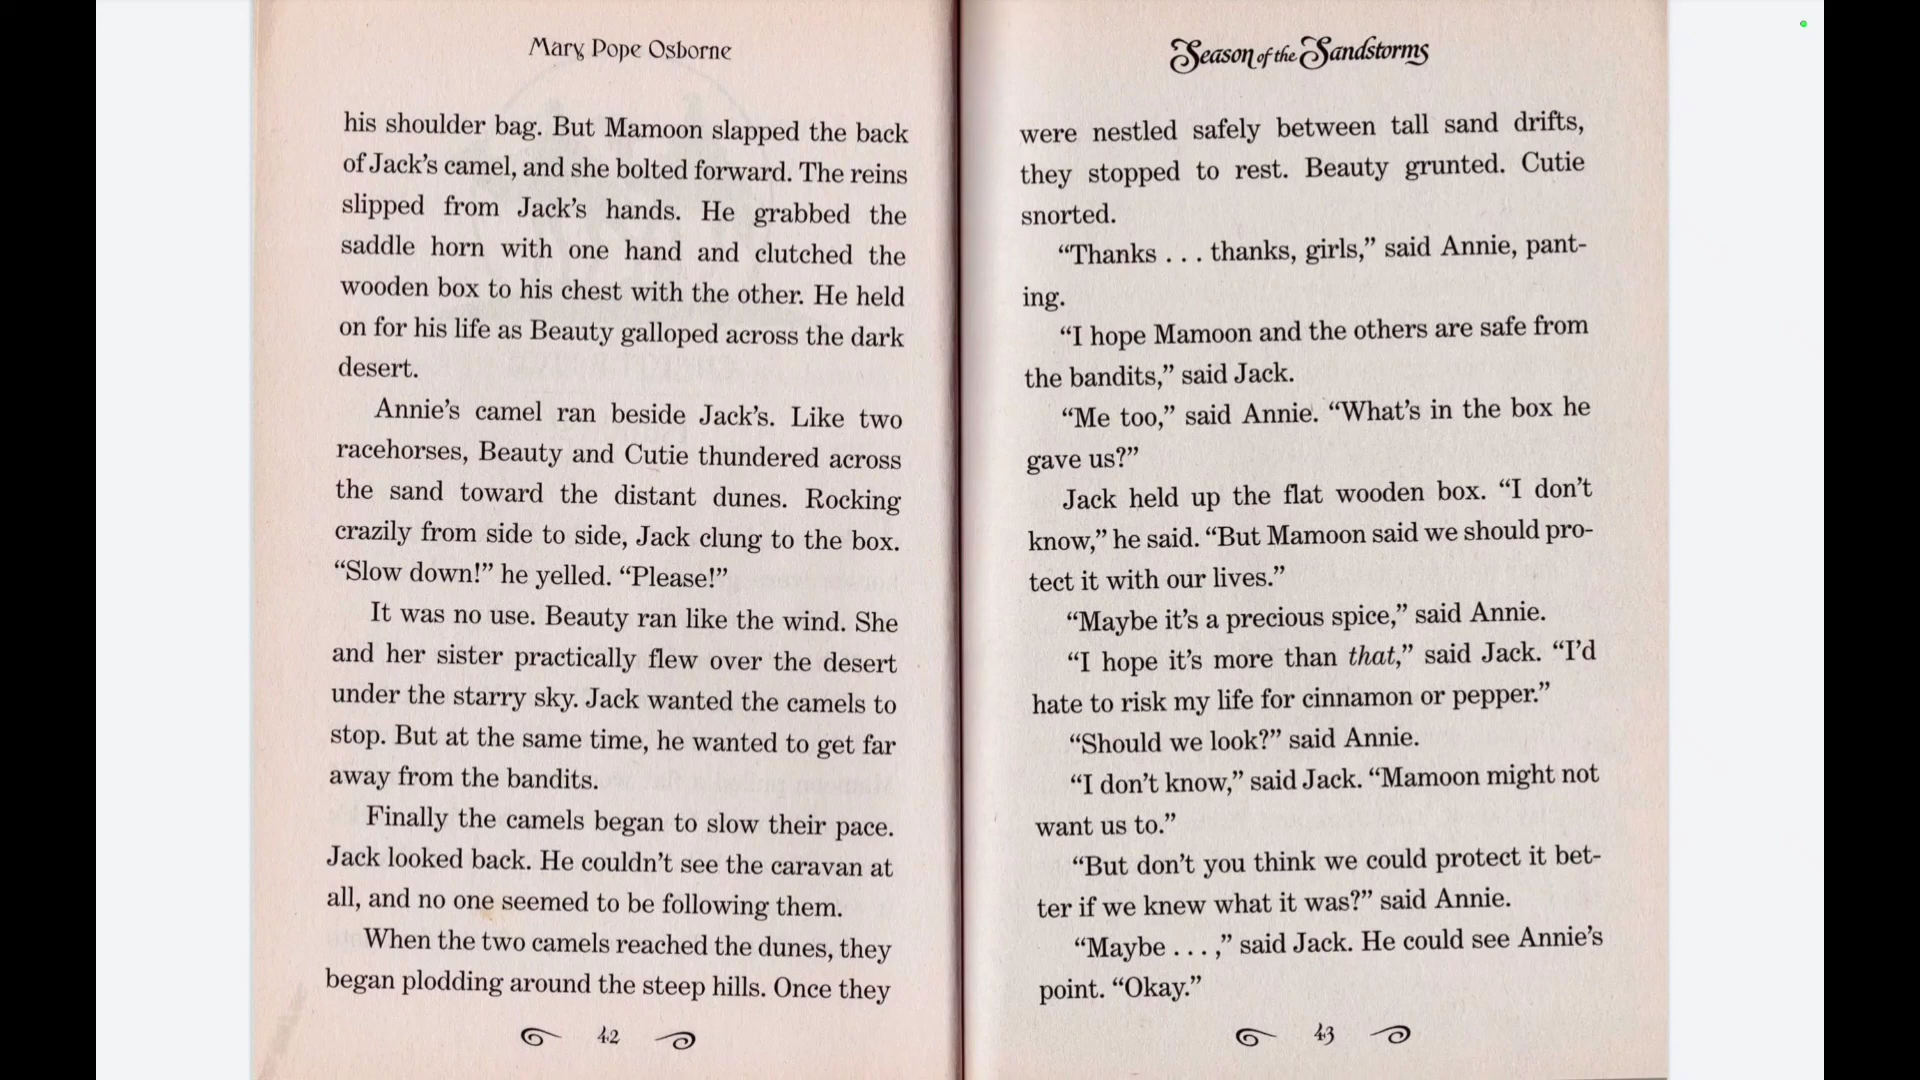 Mary Pope Osborne
his shoulder bag. But Mamoon slapped the back
of Jack’s camel, and she bolted forward. The reins
slipped from Jack’s hands. He grabbed the
saddle horn with one hand and clutched the
wooden box to his chest with the other. He held
on for his life as Beauty galloped across the dark
desert.
Annie’s camel ran beside Jack’s. Like two
racehorses, Beauty and Cutie thundered across
the sand toward the distant dunes. Rocking
crazily from side to side, Jack clung to the box.
“Slow down!” he yelled. “Please!”
It was no use. Beauty ran like the wind. She
and her sister practically flew over the desert
under the starry sky. Jack wanted the camels to
stop. But at the same time, he wanted to get far
away from the bandits.
Finally the camels began to slow their pace.
Jack looked back. He couldn’t see the caravan at
all, and no one seemed to be following them.
When the two camels reached the dunes, they
began plodding around the steep hills. Once they
42
Season of the Sandstorms
were nestled safely between tall sand drifts,
they stopped to rest. Beauty grunted. Cutie
snorted.
“Thanks . . . thanks, girls,” said Annie, pant-
ing.
“I hope Mamoon and the others are safe from
the bandits,” said Jack.
“Me too,” said Annie. “What’s in the box he
gave us?”
Jack held up the flat wooden box. “I don’t
know,” he said. “But Mamoon said we should pro-
tect it with our lives.”
“Maybe it’s a precious spice,” said Annie.
“I hope it’s more than that,” said Jack. “I’d
hate to risk my life for cinnamon or pepper.”
“Should we look?” said Annie.
“I don’t know,” said Jack. “Mamoon might not
want us to.”
“But don’t you think we could protect it bet-
ter if we knew what it was?” said Annie.
“Maybe . . . ,” said Jack. He could see Annie’s
point. “Okay.”
43